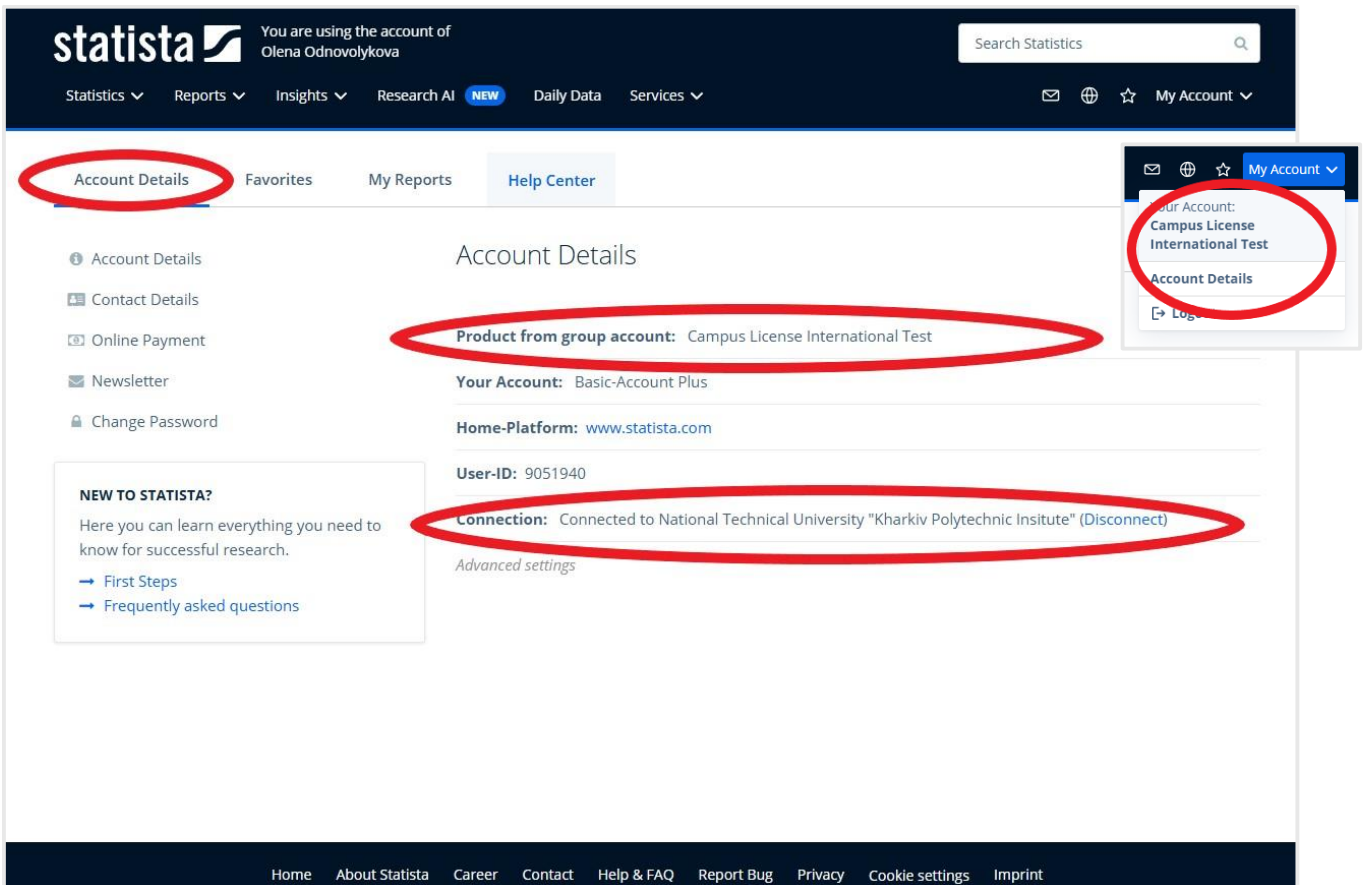 statista
You are using the account of
Olena Odnovolykova
Search Statistics
Statistics
Reports
Insights
Research AI
NEW
Daily Data
Services
My Account
Account Details
Favorites
My Reports
Help Center
My Account
Your Account:
Campus License
International Test
Account Details
Account Details
Contact Details
Online Payment
Newsletter
Change Password
NEW TO STATISTA?
Here you can learn everything you need to
know for successful research.
→ First Steps
→ Frequently asked questions
Account Details
Product from group account: Campus License International Test
Your Account: Basic-Account Plus
Home-Platform: www.statista.com
User-ID: 9051940
Connection: Connected to National Technical University "Kharkiv Polytechnic Insitute" (Disconnect)
Advanced settings
Home About Statista Career Contact Help & FAQ Report Bug Privacy Cookie settings Imprint